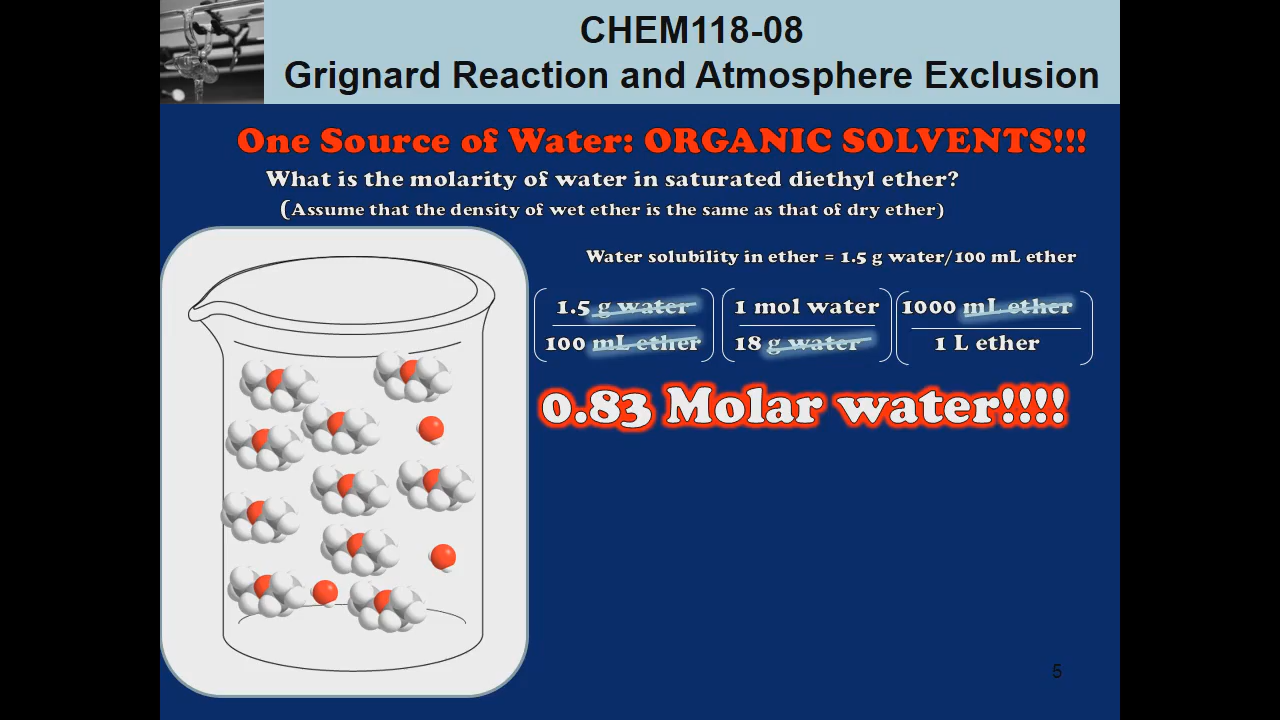 CHEM118-08
Grignard Reaction and Atmosphere Exclusion
One Source of Water: ORGANIC SOLVENTS!!!
What is the molarity of water in saturated diethyl ether?
(Assume that the density of wet ether is the same as that of dry ether)
Water solubility in ether = 1.5 g water/100 mL ether
1.5 g water 1 mol water 1000 mL ether
100 mL ether 18 g water 1 L ether
0.83 Molar water!!!!
5